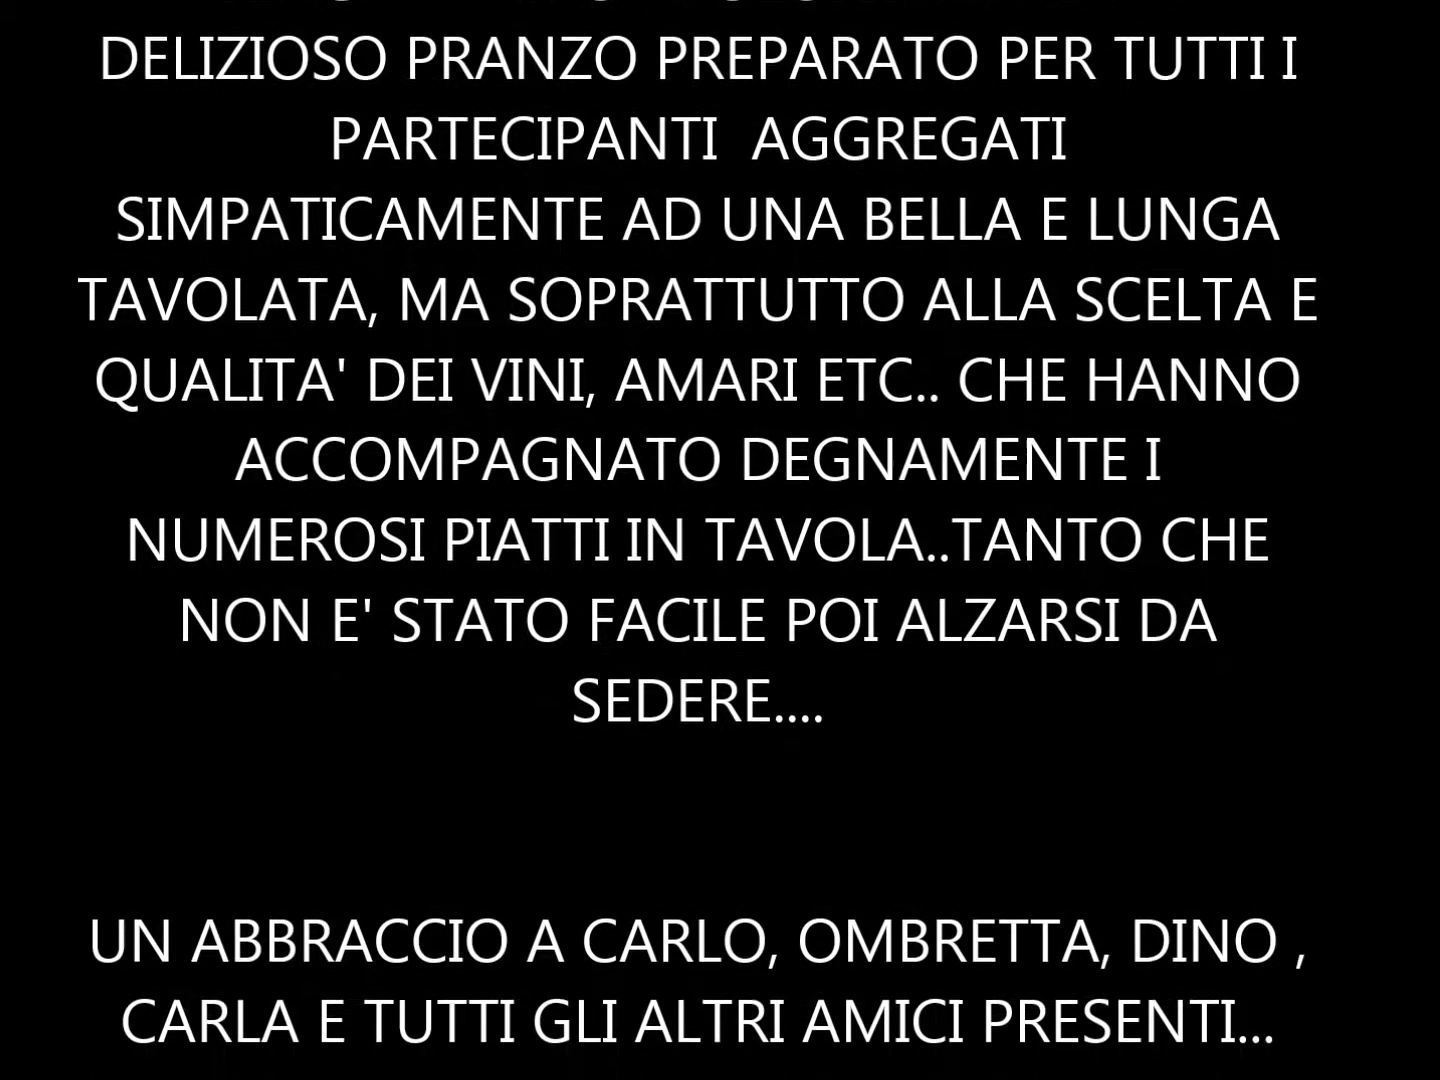 DELIZIOSO PRANZO PREPARATO PER TUTTI I
PARTECIPANTI  AGGREGATI
SIMPATICAMENTE AD UNA BELLA E LUNGA
TAVOLATA, MA SOPRATTUTTO ALLA SCELTA E
QUALITA' DEI VINI, AMARI ETC.. CHE HANNO
ACCOMPAGNATO DEGNAMENTE I
NUMEROSI PIATTI IN TAVOLA..TANTO CHE
NON E' STATO FACILE POI ALZARSI DA
SEDERE....
UN ABBRACCIO A CARLO, OMBRETTA, DINO ,
CARLA E TUTTI GLI ALTRI AMICI PRESENTI...